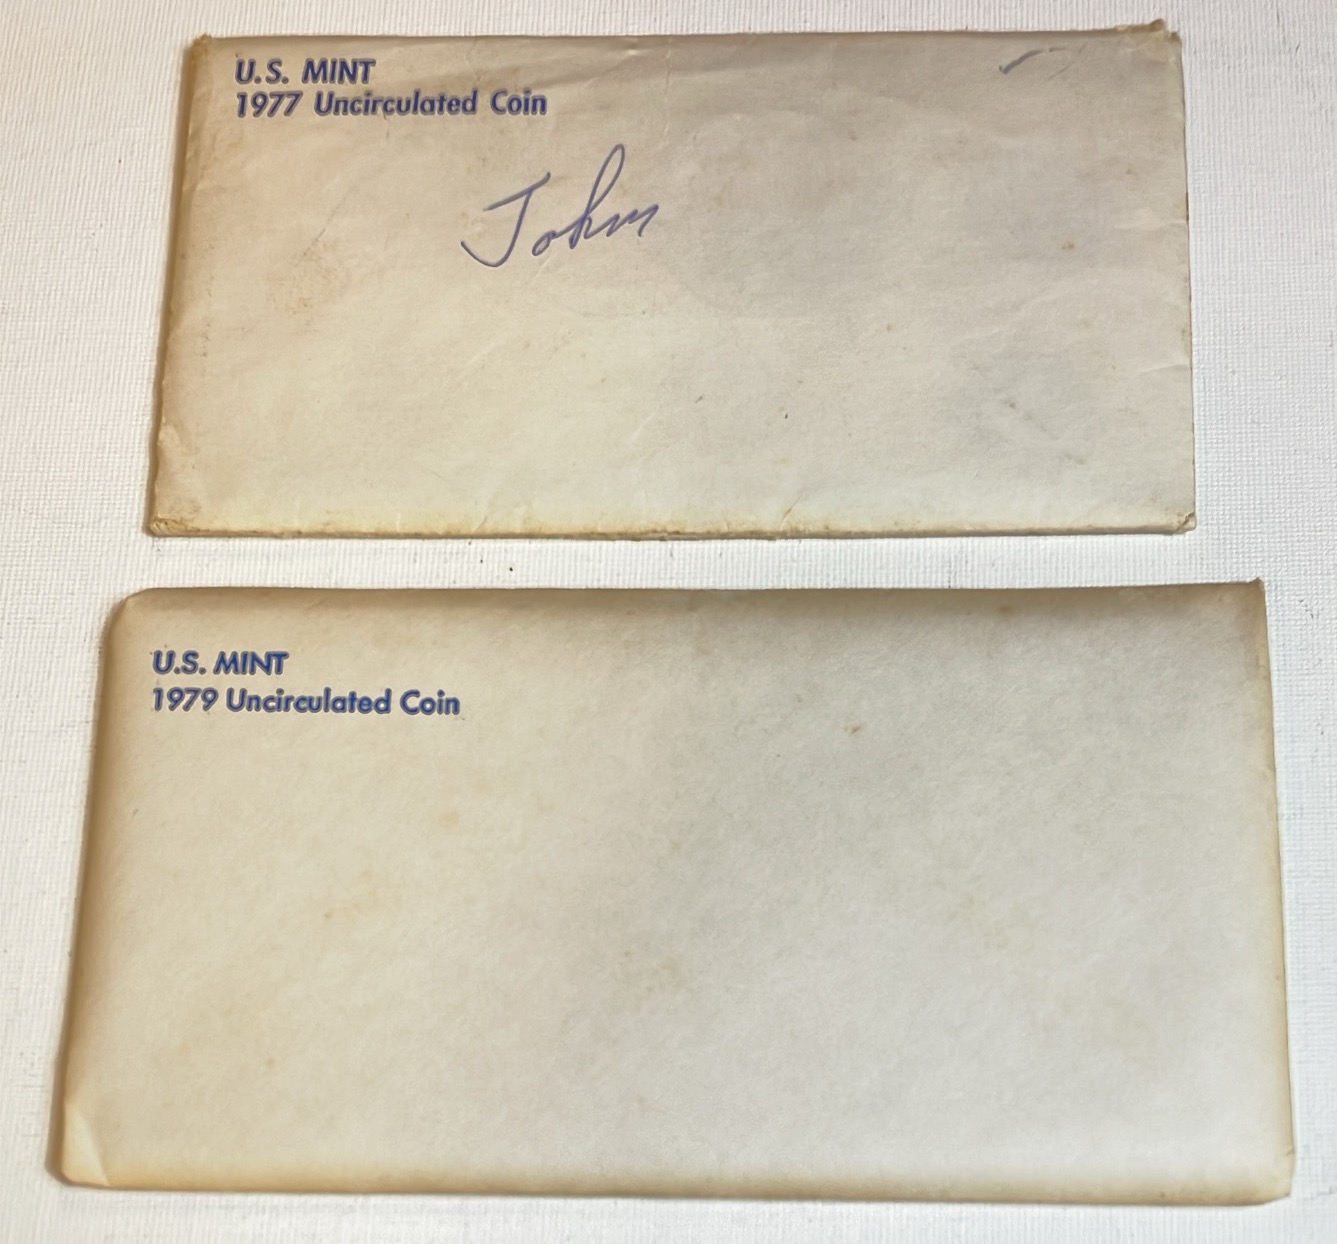 U.S. MINT
1977 Uncirculated Coin
John
U.S. MINT
1979 Uncirculated Coin